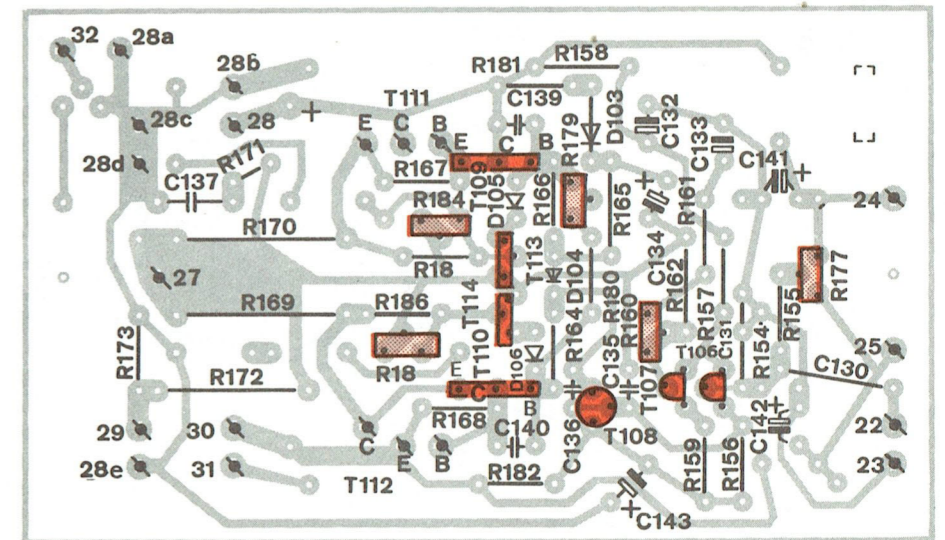 32
28a
28b
R181
R158
28c
28
+
T111
C139
R179
D103
C132
C133
28d
R171
E
C
B
E
C
B
C141
+
C137
R167
T109
D105
R166
R165
+
R161
24
R184
R170
R18
T113
D104
R180
C134
R162
R177
27
R169
R186
T114
R164
R160
R157
C131
R155
R154
R173
R18
T110
D106
C135
T106
25
C130
R172
E
C
B
R168
+
+
T107
C142
+
29
30
C140
C136
T108
22
C
E
B
R159
R156
23
28e
31
T112
R182
+
C143